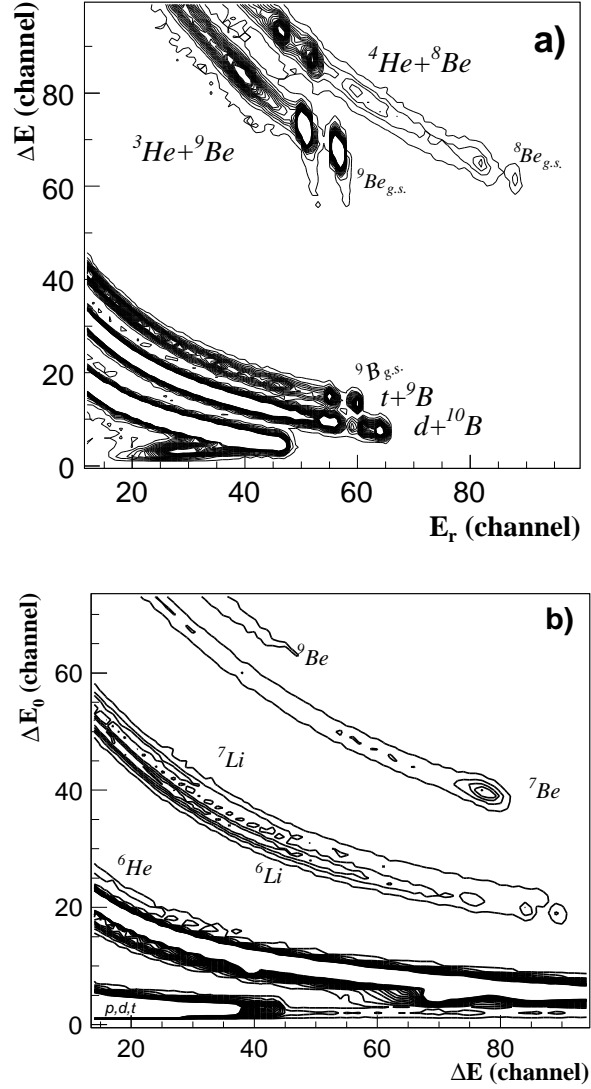 a)
⁴He+⁸Be
ΔE (channel)
80
60
40
20
0
³He+⁹Be
⁸Be g.s.
⁹Be g.s.
⁹B g.s.
t+⁹B
d+¹⁰B
20 40 60 80
E_r (channel)
b)
ΔE₀ (channel)
60
40
20
0
⁹Be
⁷Li
⁷Be
⁶He
⁶Li
p,d,t
20 40 60 80
ΔE (channel)